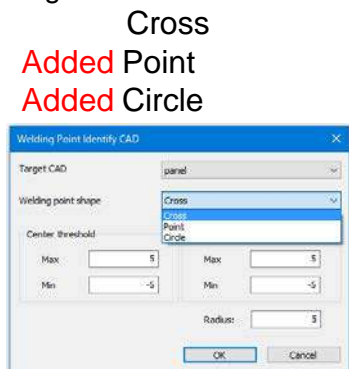 Cross
Added Point
Added Circle
Welding Point Identify CAD
Target CAD panel
Welding point shape Cross
Cross
Point
Circle
Center threshold
Max 5 Max 5
Min -5 Min -5
Radius: 5
OK Cancel